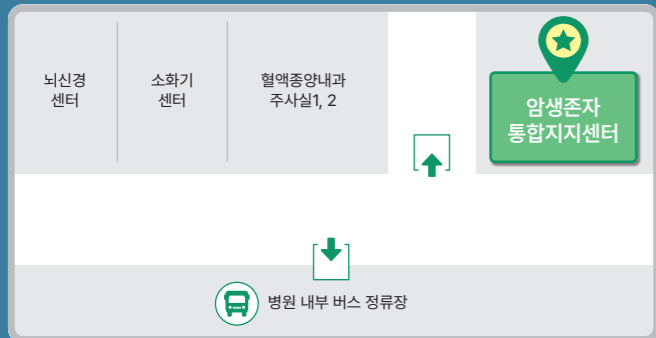 뇌신경
센터
소화기
센터
혈액종양내과
주사실1, 2
암생존자
통합지지센터
병원 내부 버스 정류장